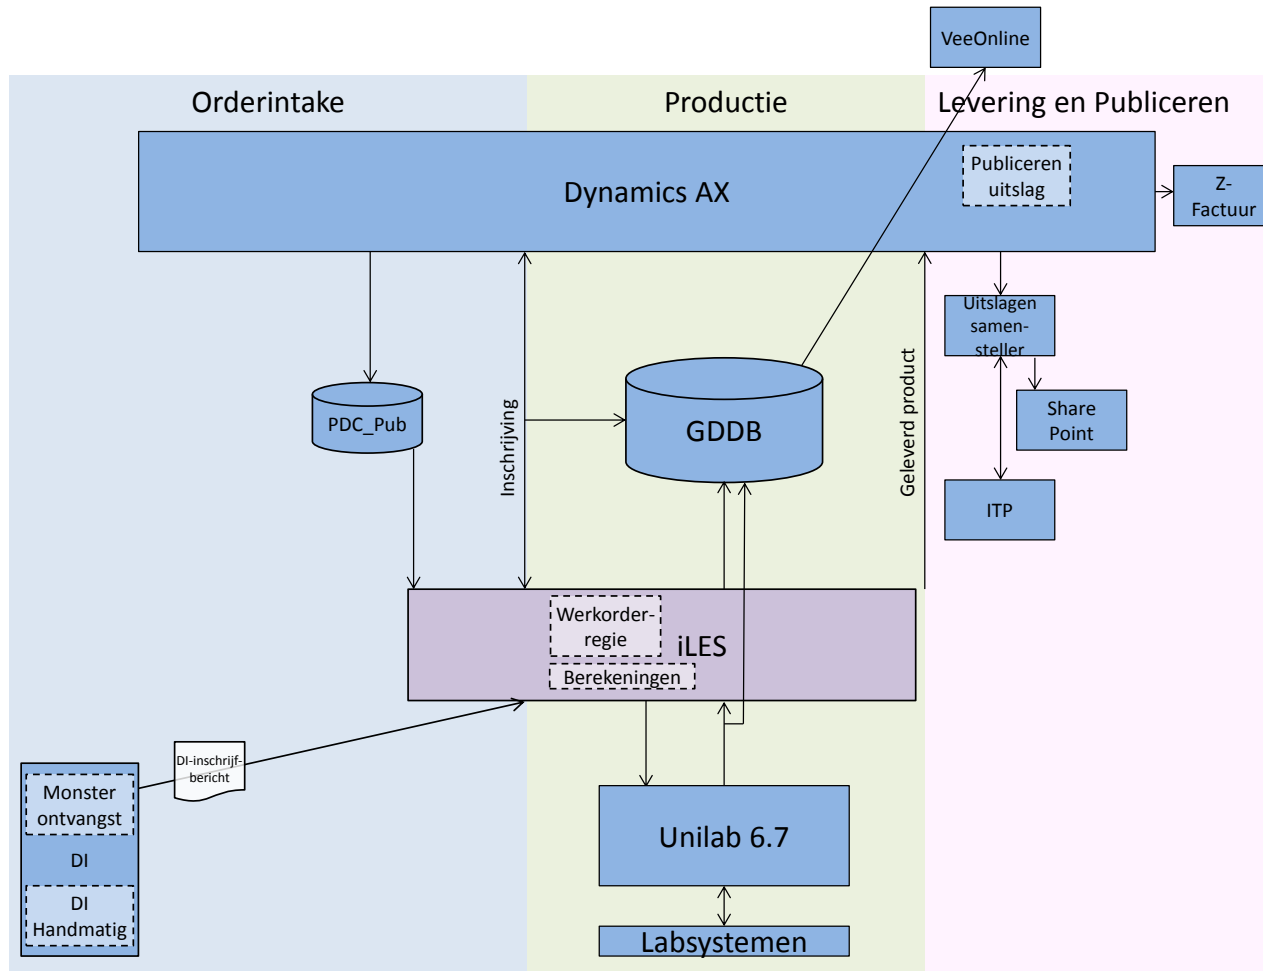 VeeOnline
Orderintake
Productie
Levering en Publiceren
Publiceren
uitslag
Dynamics AX
Z-
Factuur
Uitslagen
samen-
steller
PDC_Pub
Inschrijving
GDDB
Geleverd product
Share
Point
ITP
Werkorder-
regie
iLES
Berekeningen
DI-inschrijf-
bericht
Monster
ontvangst
DI
DI
Handmatig
Unilab 6.7
Labsystemen